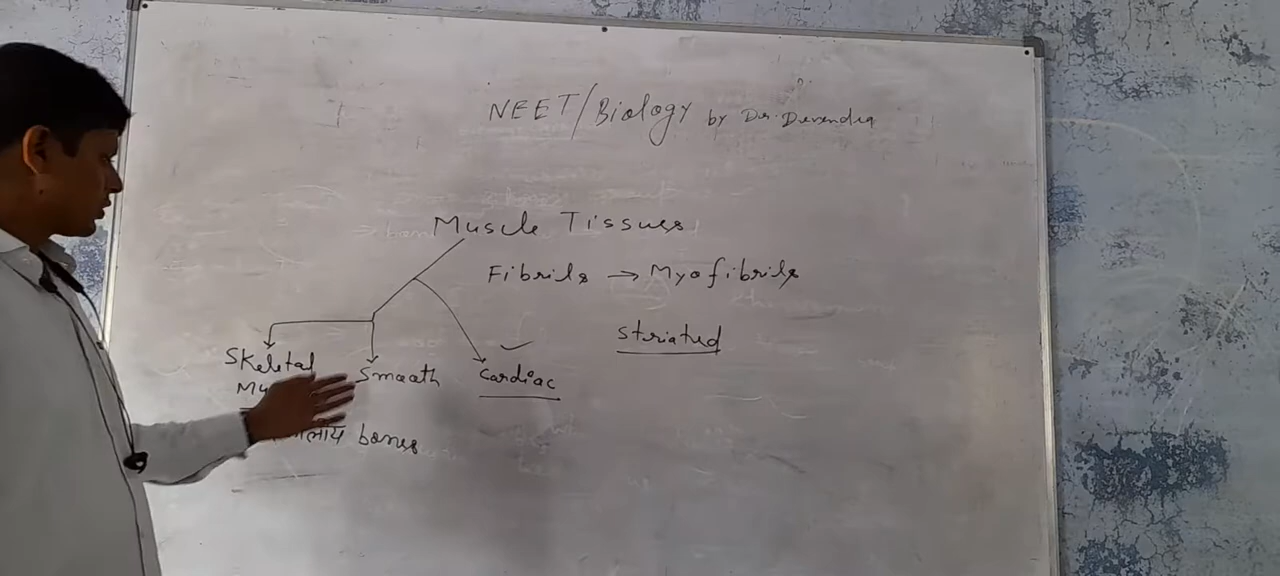 NEET/Biology by Dr. Devendra
Muscle Tissues
Fibrils → Myofibrils
Striated
Skeletal Smooth Cardiac
bones